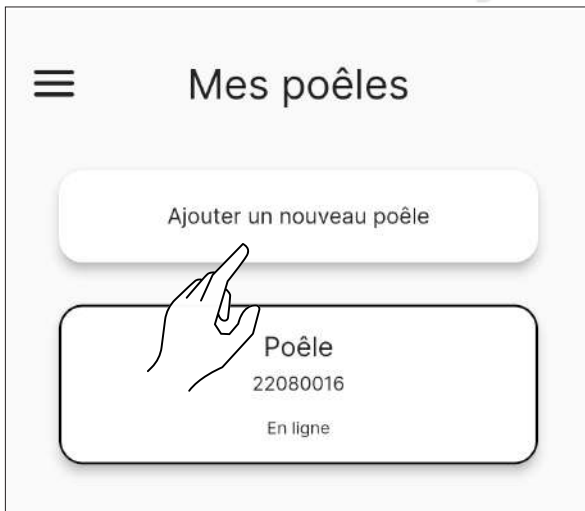 Mes poêles
Ajouter un nouveau poêle
Poêle
22080016
En ligne